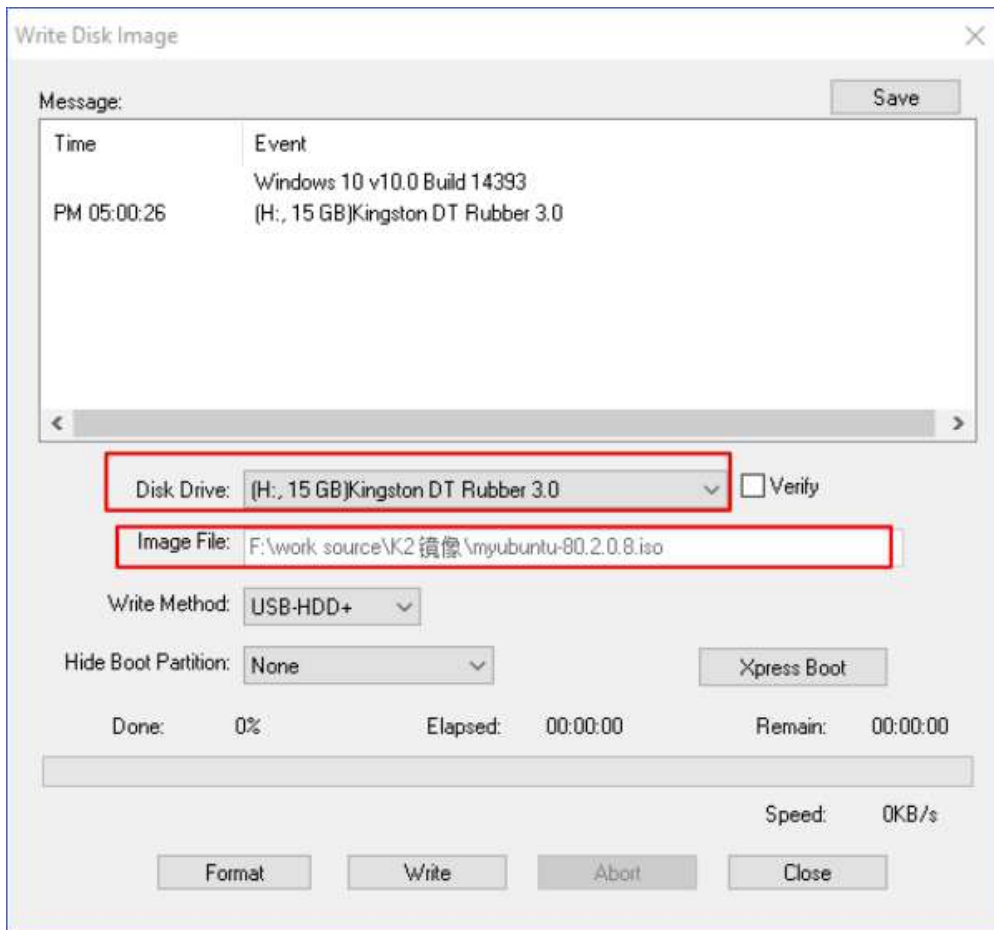 Write Disk Image
Message:
Save
Time Event
Windows 10 v10.0 Build 14393
PM 05:00:26 (H:, 15 GB)Kingston DT Rubber 3.0
Disk Drive: (H:, 15 GB)Kingston DT Rubber 3.0 Verify
Image File: F:\work source\K2 镜像\myubuntu-80.2.0.8.iso
Write Method: USB-HDD+
Hide Boot Partition: None Xpress Boot
Done: 0% Elapsed: 00:00:00 Remain: 00:00:00
Speed: 0KB/s
Format Write Abort Close